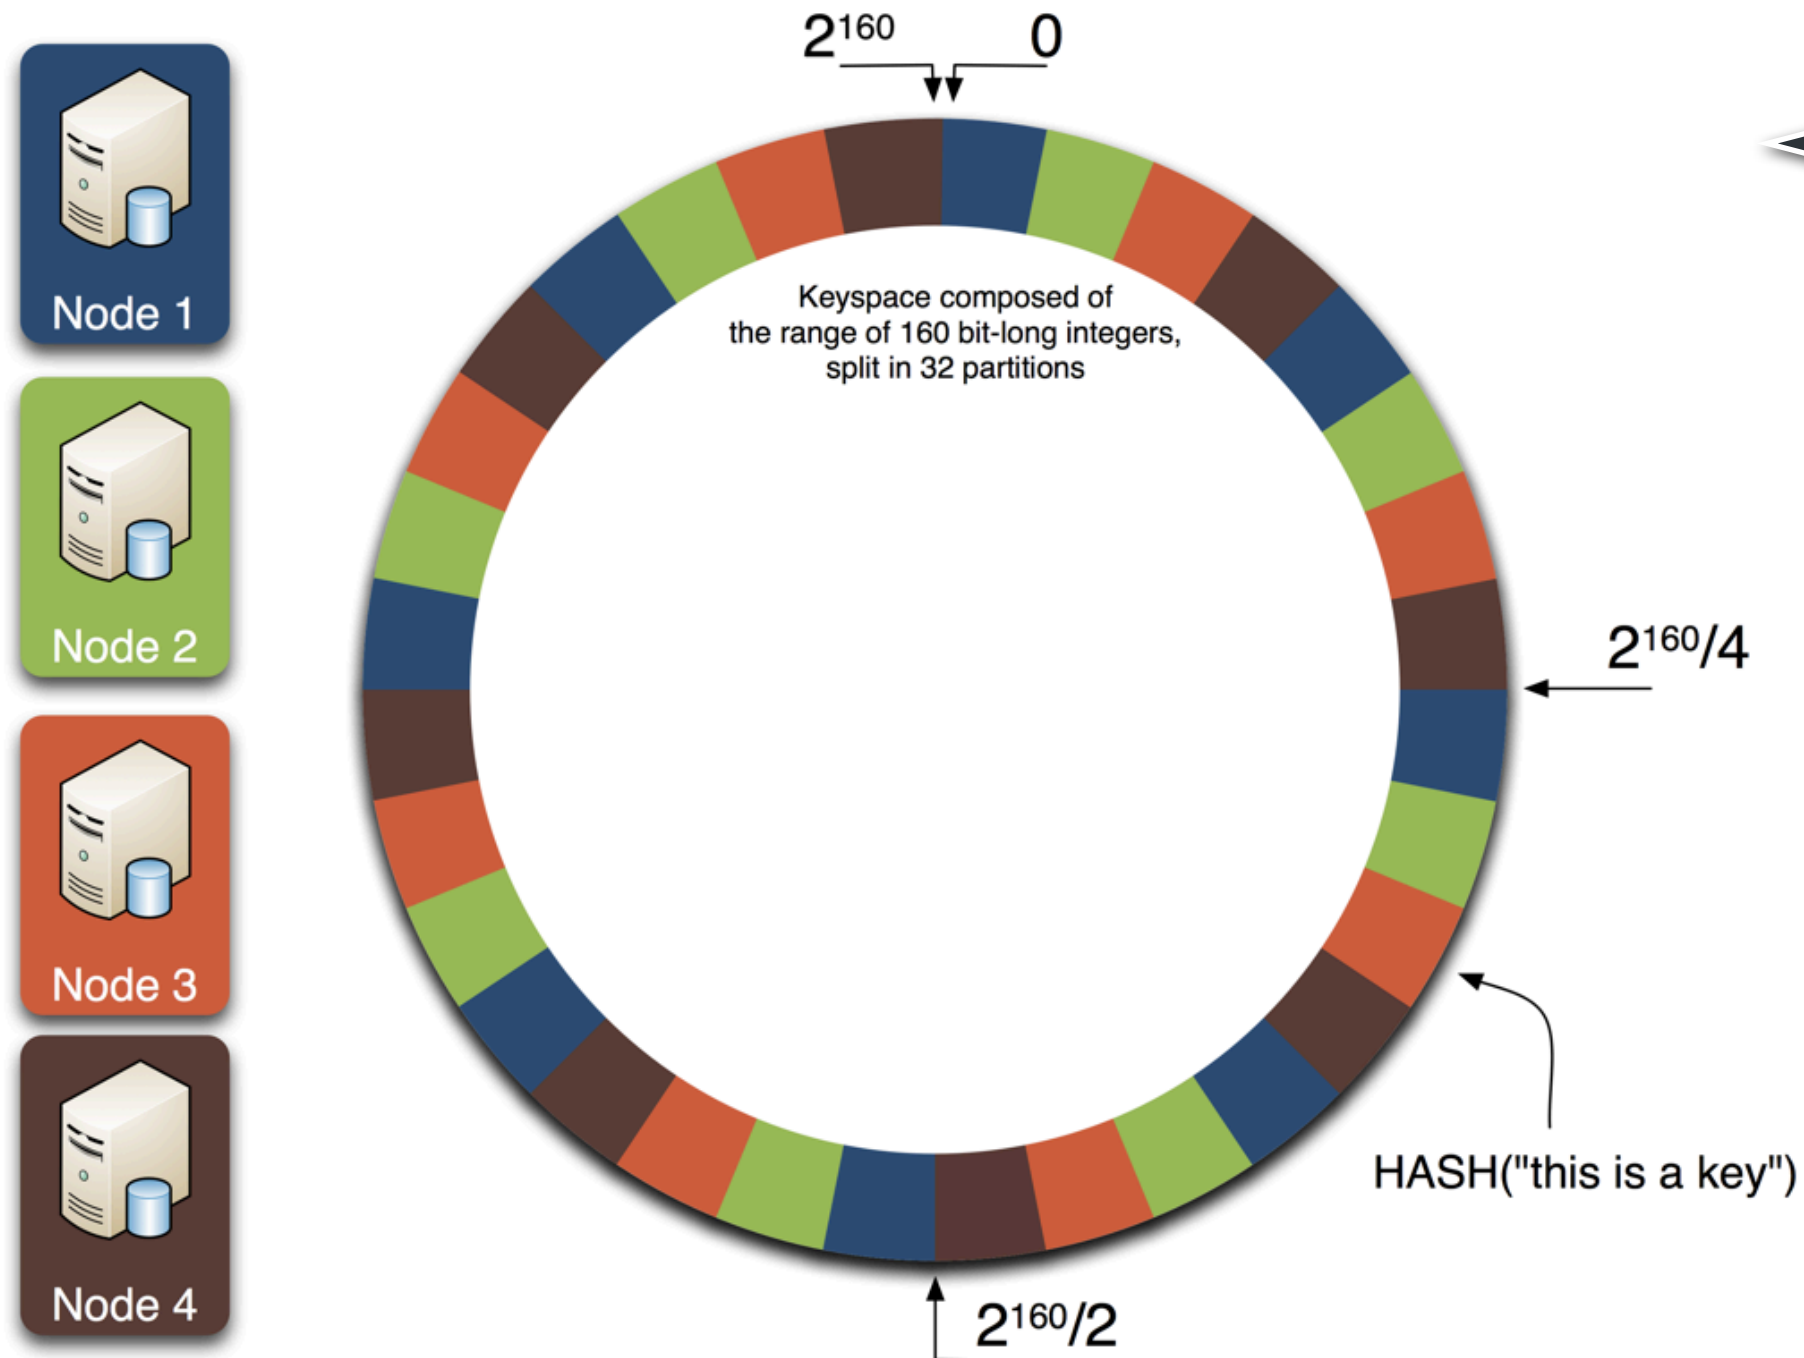 2¹⁶⁰
0
Node 1
Keyspace composed of
the range of 160 bit-long integers,
split in 32 partitions
Node 2
2¹⁶⁰/4
Node 3
HASH("this is a key")
Node 4
2¹⁶⁰/2